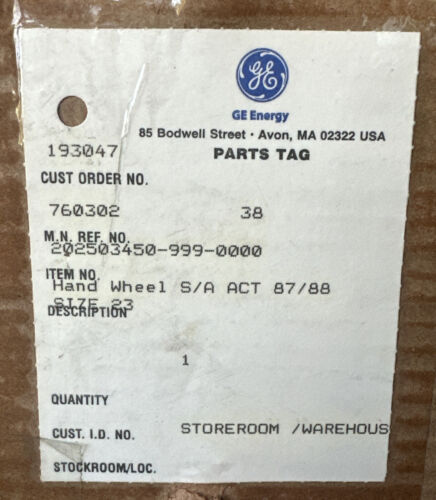 GE
GE Energy
85 Bodwell Street • Avon, MA 02322 USA
PARTS TAG
193047
CUST ORDER NO.
760302 38
M.N. REF. NO.
202503450-999-0000
ITEM NO.
Hand Wheel S/A ACT 87/88
SIZE 23
DESCRIPTION
1
QUANTITY
STOREROOM /WAREHOUS
CUST. I.D. NO.
STOCKROOM/LOC.